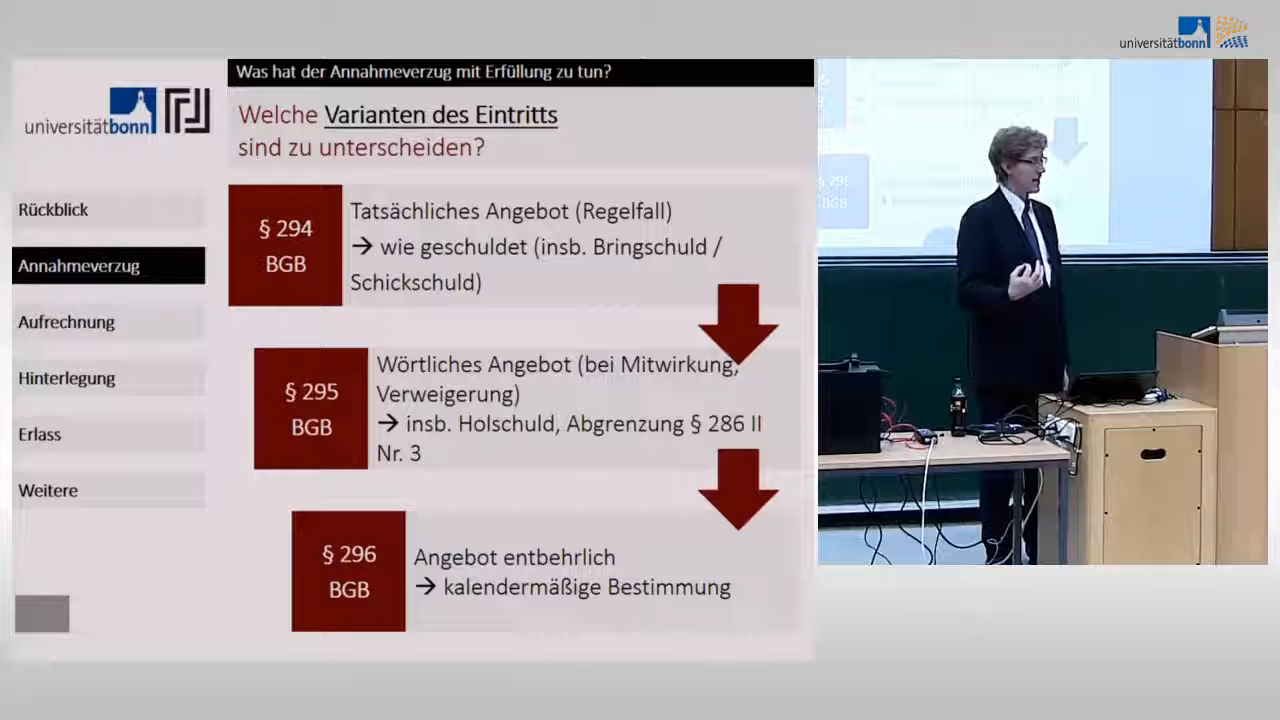 universitätbonn
Was hat der Annahmeverzug mit Erfüllung zu tun?
universitätbonn
Welche Varianten des Eintritts
sind zu unterscheiden?
Rückblick
Annahmeverzug
Aufrechnung
Hinterlegung
Erlass
Weitere
§ 294
BGB
Tatsächliches Angebot (Regelfall)
→ wie geschuldet (insb. Bringschuld /
Schickschuld)
§ 295
BGB
Wörtliches Angebot (bei Mitwirkung,
Verweigerung)
→ insb. Holschuld, Abgrenzung § 286 II
Nr. 3
§ 296
BGB
Angebot entbehrlich
→ kalendermäßige Bestimmung
BGB